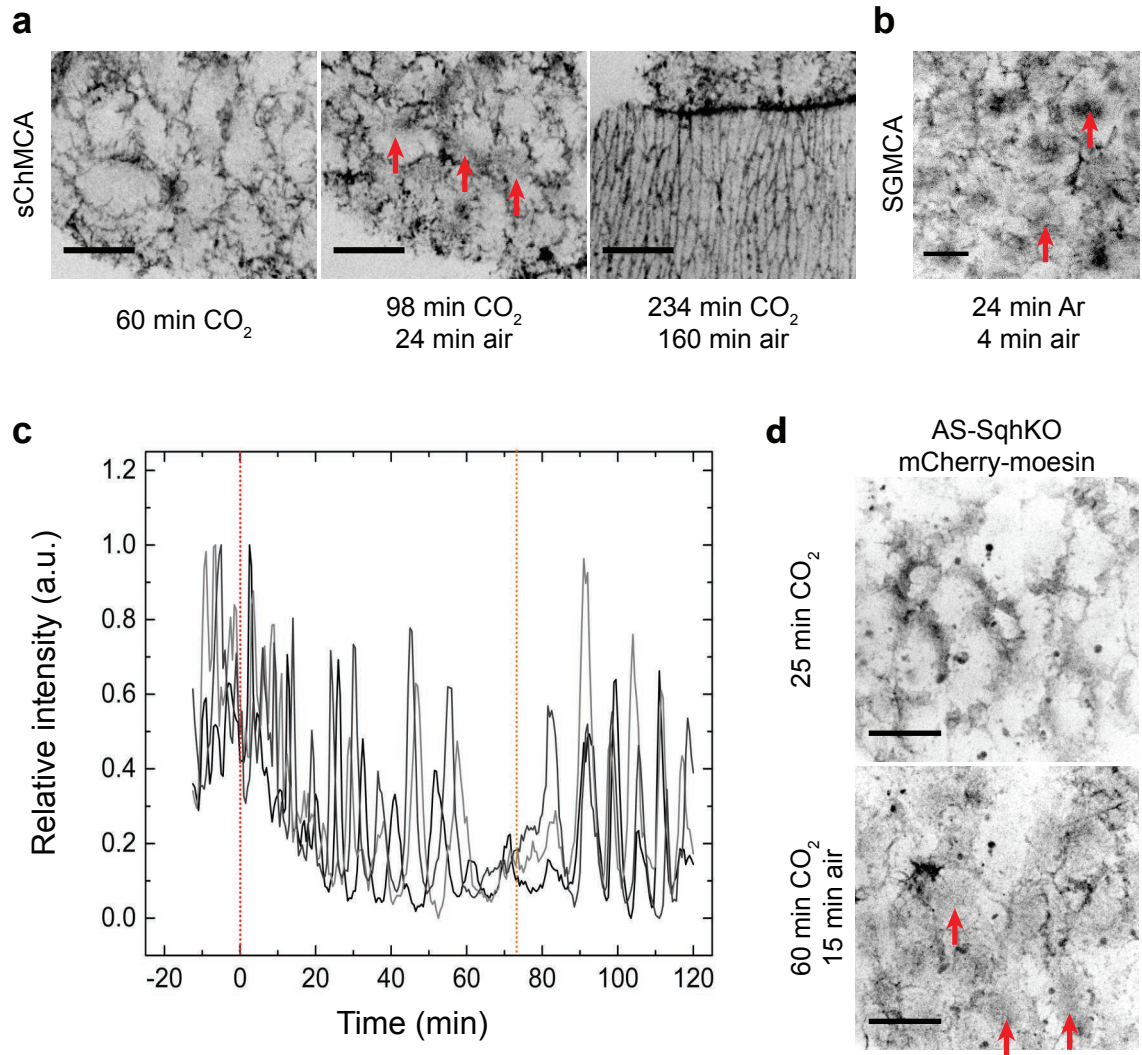 a
b
sChMCA
SGMCA
60 min CO₂
98 min CO₂
24 min air
234 min CO₂
160 min air
24 min Ar
4 min air
c
Relative intensity (a.u.)
1.2
1.0
0.8
0.6
0.4
0.2
0.0
-20
0
20
40
60
80
100
120
Time (min)
d
AS-SqhKO
mCherry-moesin
25 min CO₂
60 min CO₂
15 min air